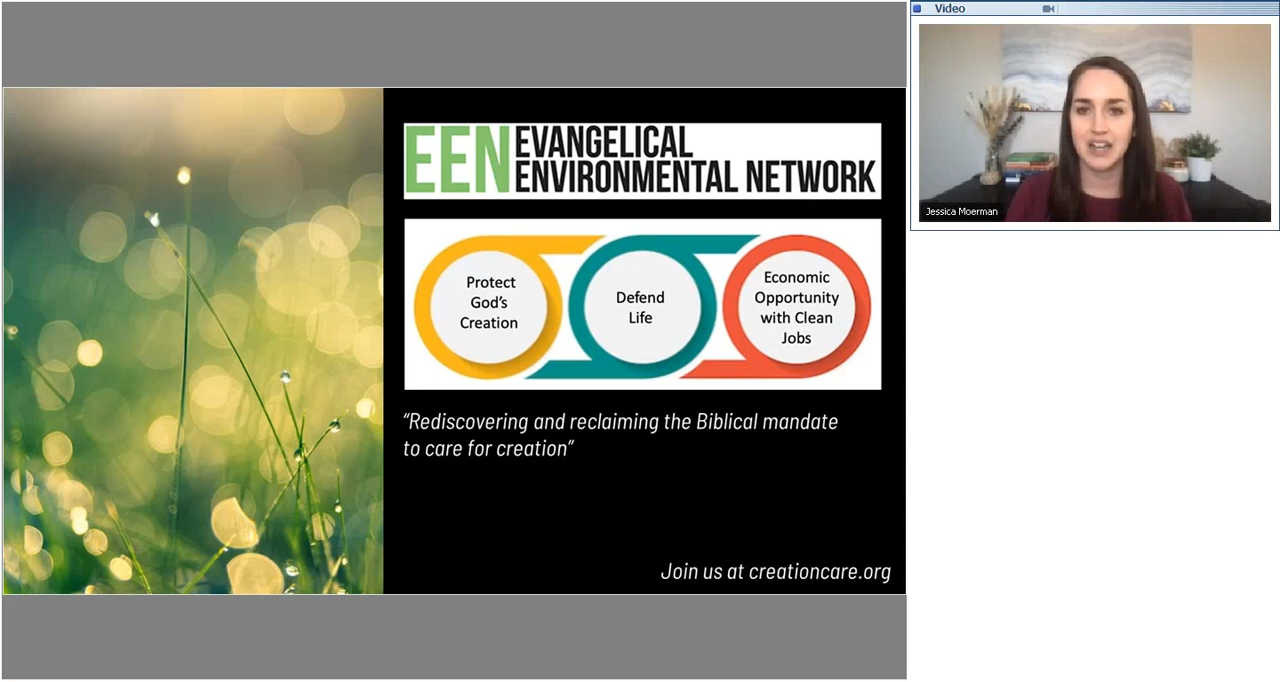 Video
Jessica Moerman
EEN EVANGELICAL
ENVIRONMENTAL NETWORK
Protect
God's
Creation
Defend
Life
Economic
Opportunity
with Clean
Jobs
“Rediscovering and reclaiming the Biblical mandate
to care for creation”
Join us at creationcare.org